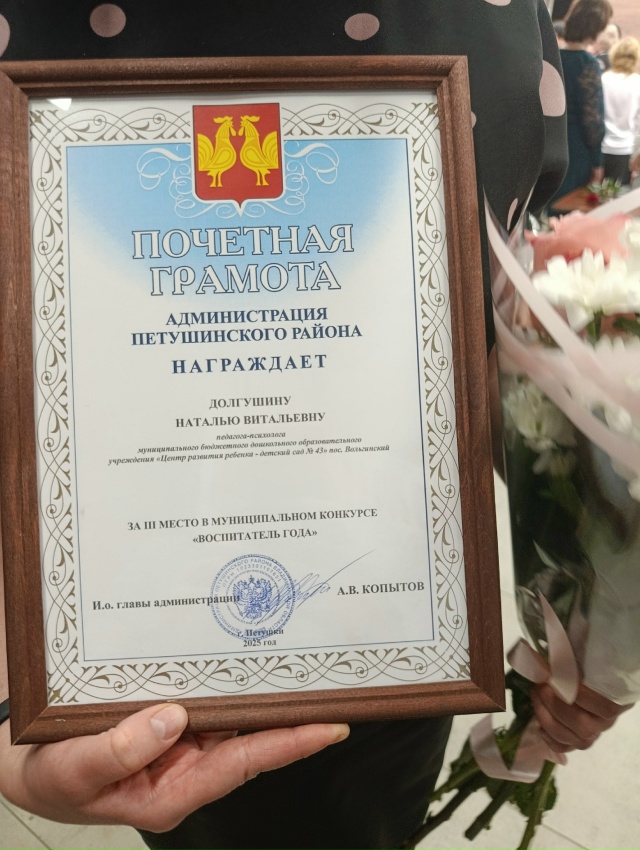 ПОЧЕТНАЯ
ГРАМОТА
АДМИНИСТРАЦИЯ
ПЕТУШИНСКОГО РАЙОНА
НАГРАЖДАЕТ
ДОЛГУШИНУ
НАТАЛЬЮ ВИТАЛЬЕВНУ
педагога-психолога
муниципального бюджетного дошкольного образовательного
учреждения «Центр развития ребенка - детский сад № 43» пос. Вольгинский
ЗА III МЕСТО В МУНИЦИПАЛЬНОМ КОНКУРСЕ
«ВОСПИТАТЕЛЬ ГОДА»
И.о. главы администрации А.В. КОПЫТОВ
г. Петушки
2025 год